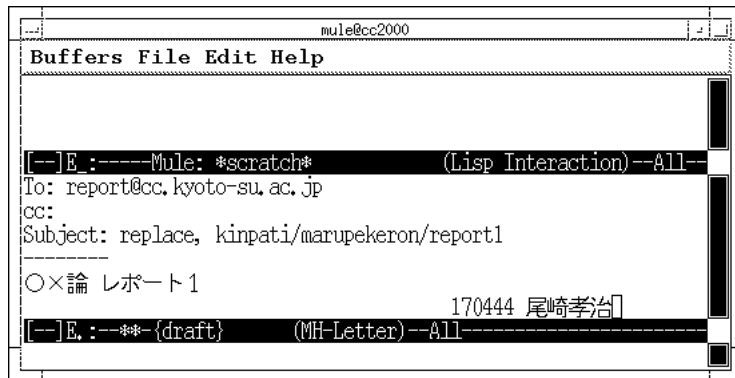 mule@cc2000
Buffers File Edit Help
[--]E_:-----Mule: *scratch* (Lisp Interaction)--All--
To: report@cc.kyoto-su.ac.jp
cc:
Subject: replace, kinpati/marupekeron/report1
--------
○×論 レポート1
170444 尾崎孝治
[--]E.:--**-{draft} (MH-Letter)--All-----------------------